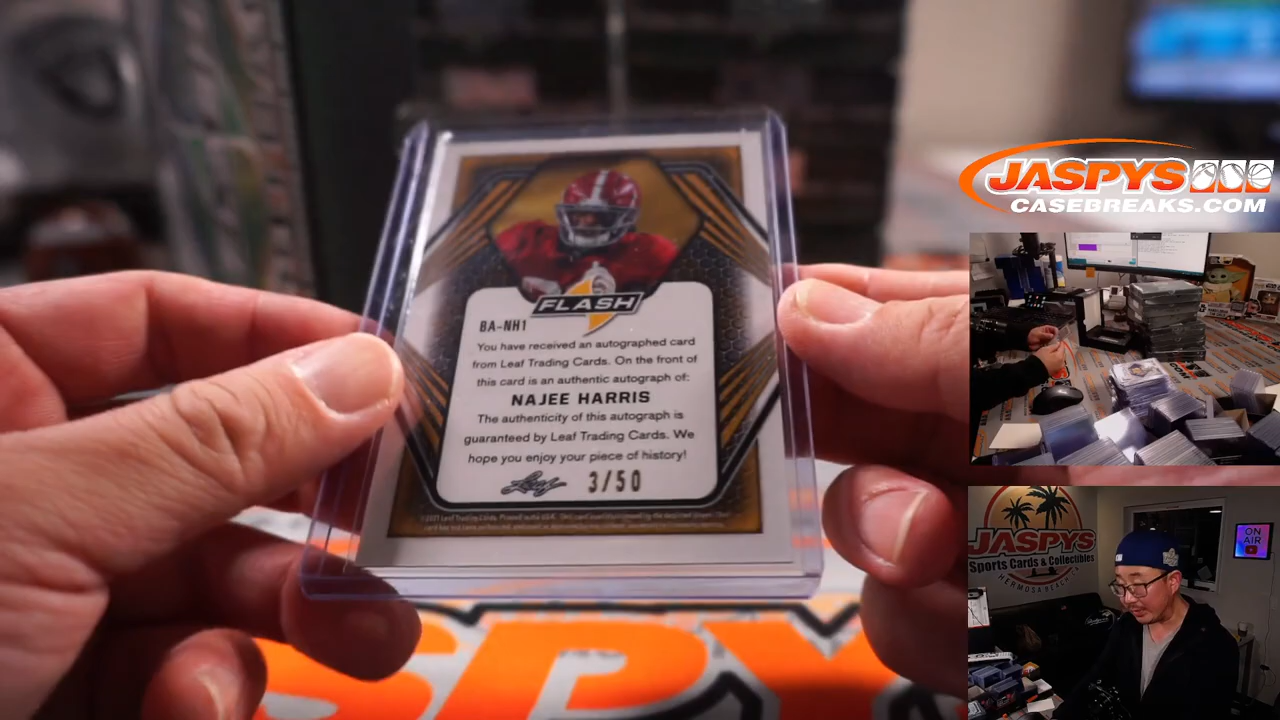 FLASH
BA-NH1
You have received an autographed card
from Leaf Trading Cards. On the front of
this card is an authentic autograph of:
NAJEE HARRIS
The authenticity of this autograph is
guaranteed by Leaf Trading Cards. We
hope you enjoy your piece of history!
Leaf 3/50
JASPYS
CASEBREAKS.COM
JASPYS
Sports Cards & Collectibles
HERMOSA BEACH, CA
ON
AIR
SPY